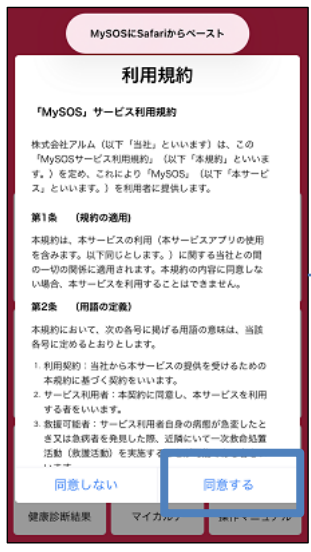 MySOSにSafariからペースト
利用規約
「MySOS」サービス利用規約
株式会社アルム（以下「当社」といいます）は、この
「MySOSサービス利用規約」（以下「本規約」といいま
す。）を定め、これにより「MySOS」（以下「本サービ
ス」といいます。）を利用者に提供します。
第1条　（規約の適用)
本規約は、本サービスの利用（本サービスアプリの使用
を含みます。以下同じとします。）に関する当社との間
の一切の関係に適用されます。本規約の内容に同意しな
い場合、本サービスを利用することはできません。
第2条　（用語の定義）
本規約において、次の各号に掲げる用語の意味は、当該
各号に定めるとおりとします。
1. 利用契約：当社から本サービスの提供を受けるための
本規約に基づく契約をいいます。
2. サービス利用者：本契約に同意し、本サービスを利用
する者をいいます。
3. 救援可能者：サービス利用者自身の病態が急変したと
き又は急病者を発見した際、近隣にいて一次救命処置
活動（救護活動）を実施する
います。
同意しない
同意する
健康診断結果
マイカルテ
操作マニュアル